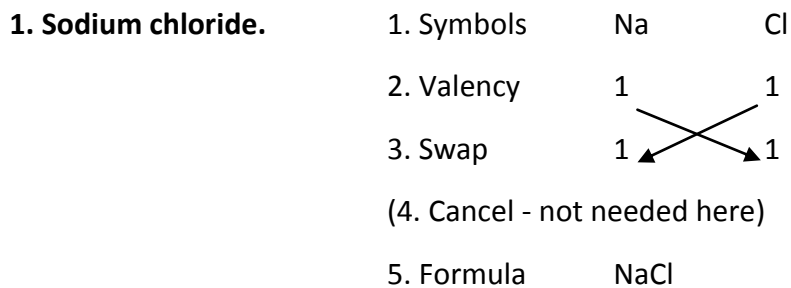 1. Sodium chloride. 1. Symbols Na Cl
2. Valency 1 1
3. Swap 1 1
(4. Cancel - not needed here)
5. Formula NaCl